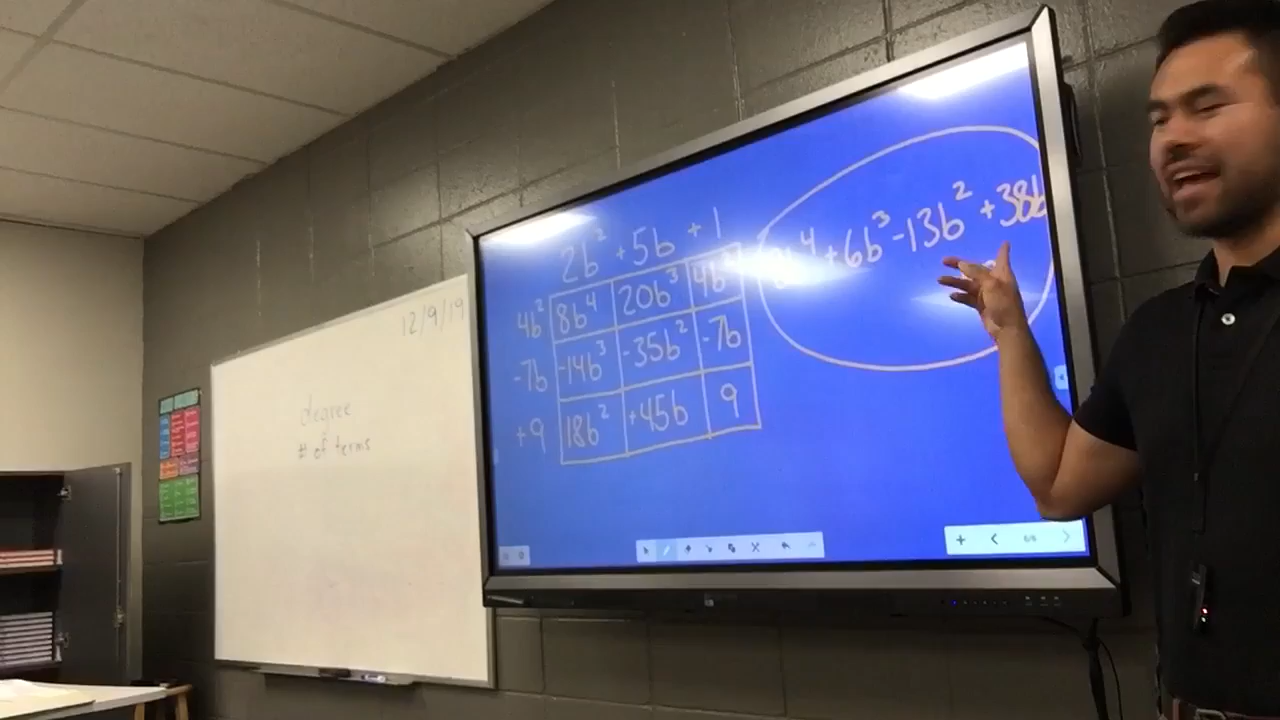 12/9/19
degree
# of terms
2b² +5b +1
4b² 8b⁴ 20b³ 4b²
-7b -14b³ -35b² -7b
+9 18b² +45b 9
+6b³ -13b² +38b